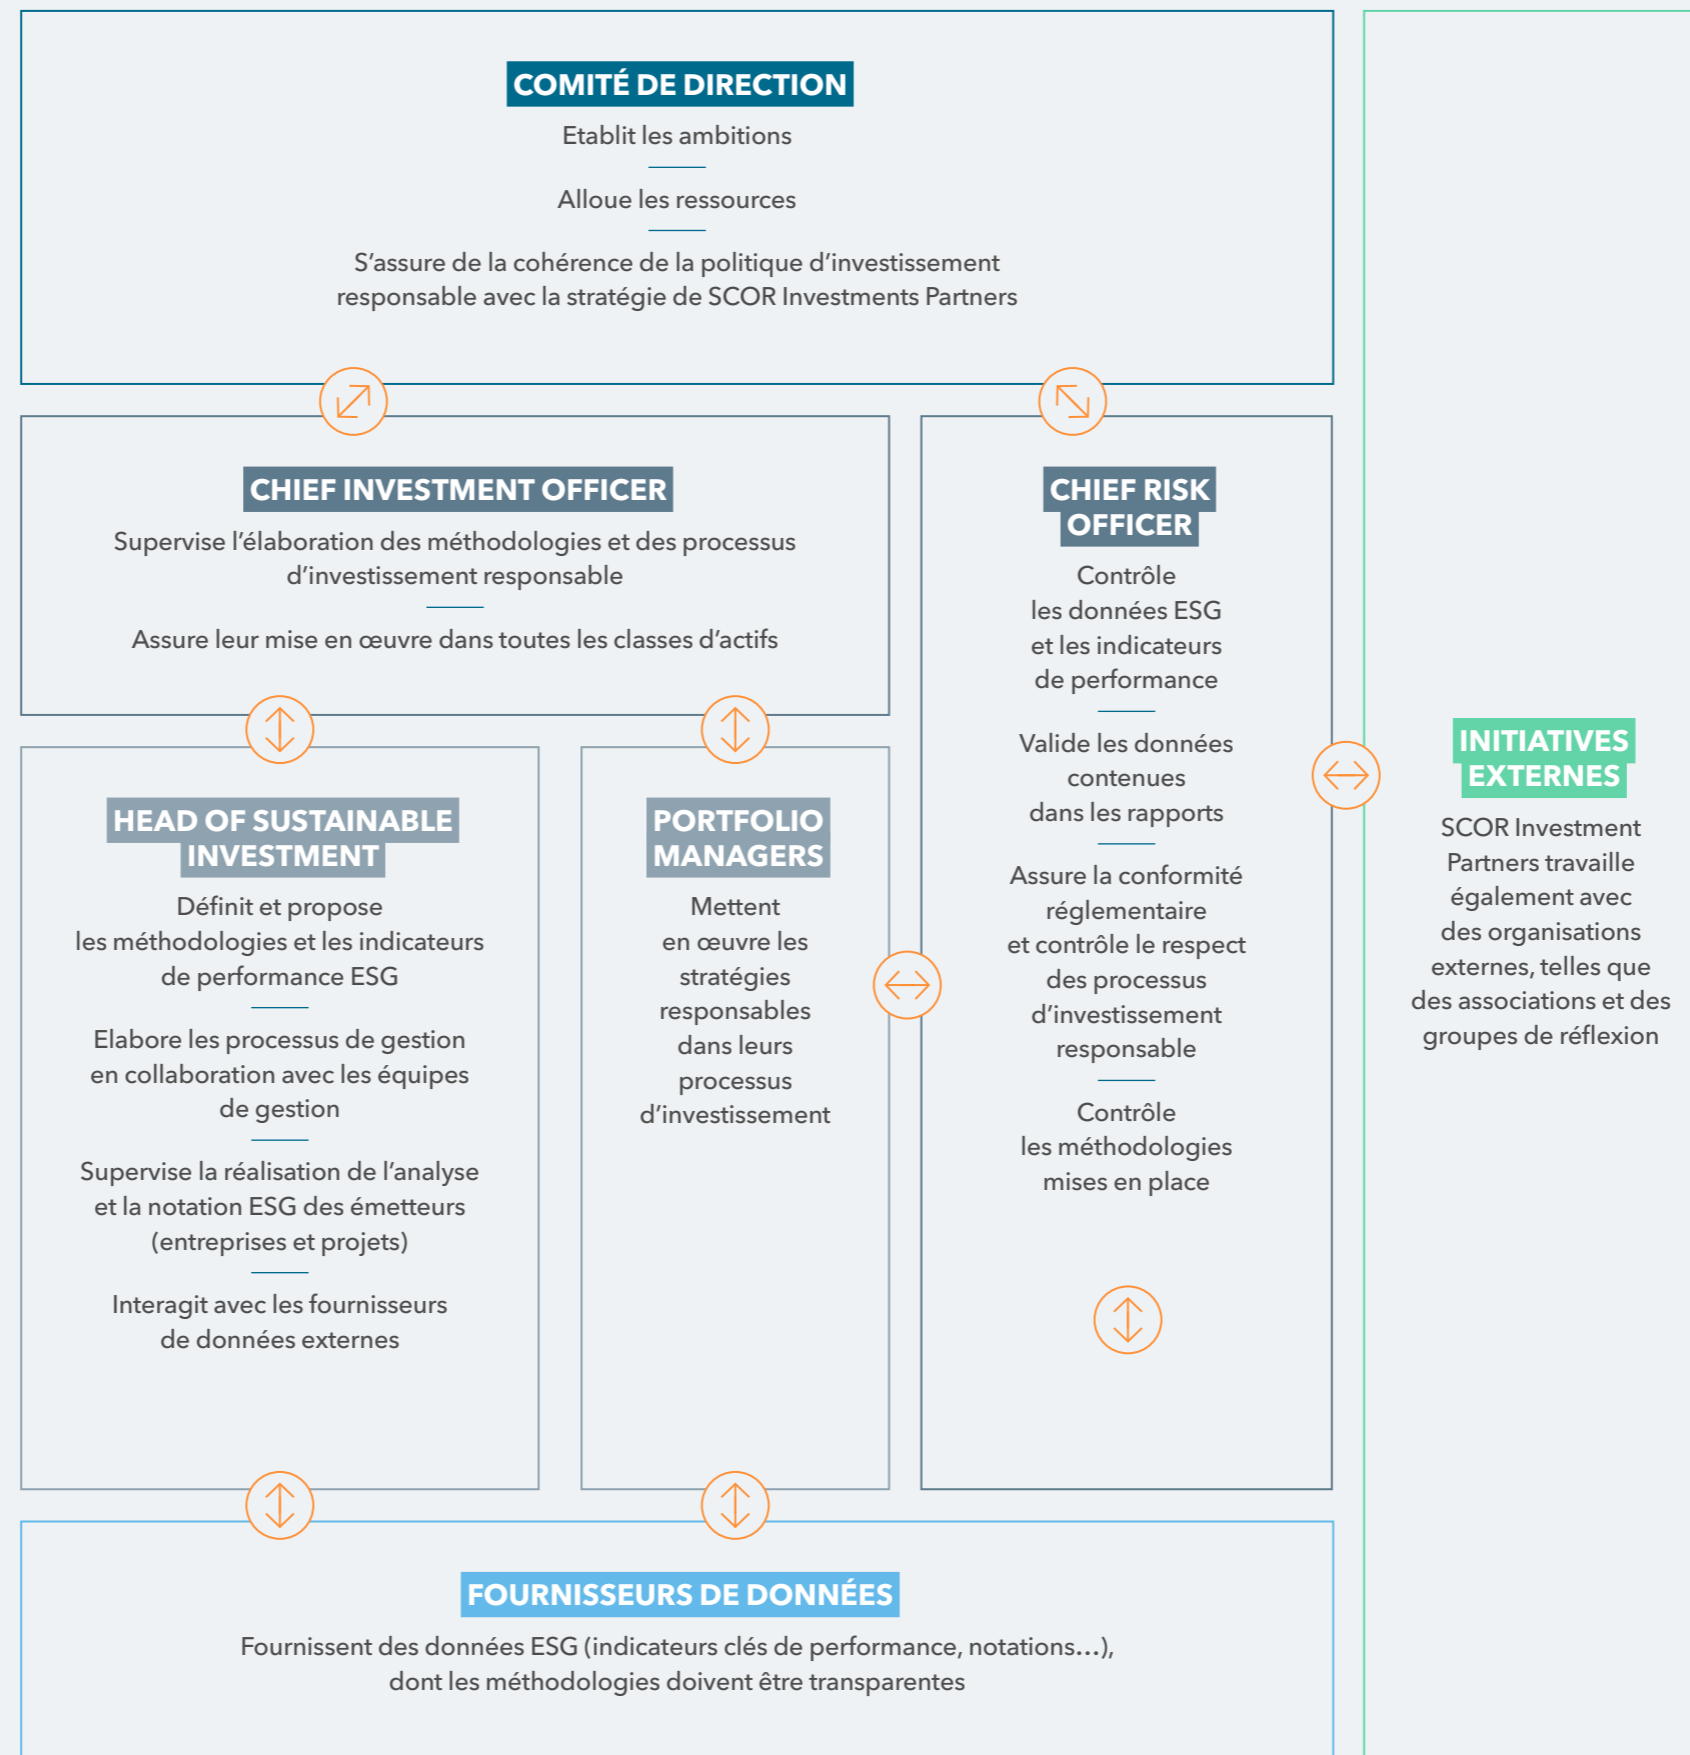 COMITÉ DE DIRECTION
Etablit les ambitions
Alloue les ressources
S’assure de la cohérence de la politique d’investissement
responsable avec la stratégie de SCOR Investments Partners
CHIEF INVESTMENT OFFICER
Supervise l’élaboration des méthodologies et des processus
d’investissement responsable
Assure leur mise en œuvre dans toutes les classes d’actifs
HEAD OF SUSTAINABLE
INVESTMENT
Définit et propose
les méthodologies et les indicateurs
de performance ESG
Elabore les processus de gestion
en collaboration avec les équipes
de gestion
Supervise la réalisation de l’analyse
et la notation ESG des émetteurs
(entreprises et projets)
Interagit avec les fournisseurs
de données externes
PORTFOLIO
MANAGERS
Mettent
en œuvre les
stratégies
responsables
dans leurs
processus
d’investissement
CHIEF RISK
OFFICER
Contrôle
les données ESG
et les indicateurs
de performance
Valide les données
contenues
dans les rapports
Assure la conformité
réglementaire
et contrôle le respect
des processus
d’investissement
responsable
Contrôle
les méthodologies
mises en place
INITIATIVES
EXTERNES
SCOR Investment
Partners travaille
également avec
des organisations
externes, telles que
des associations et des
groupes de réflexion
FOURNISSEURS DE DONNÉES
Fournissent des données ESG (indicateurs clés de performance, notations…),
dont les méthodologies doivent être transparentes